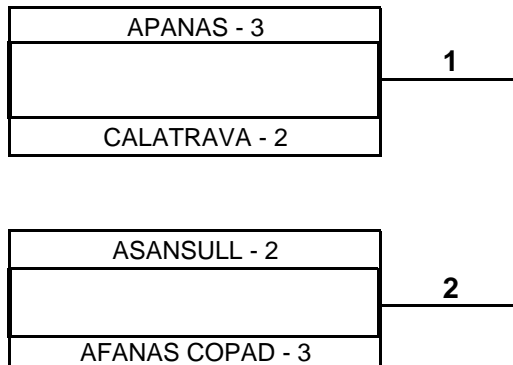 APANAS - 3
1
CALATRAVA - 2
ASANSULL - 2
2
AFANAS COPAD - 3